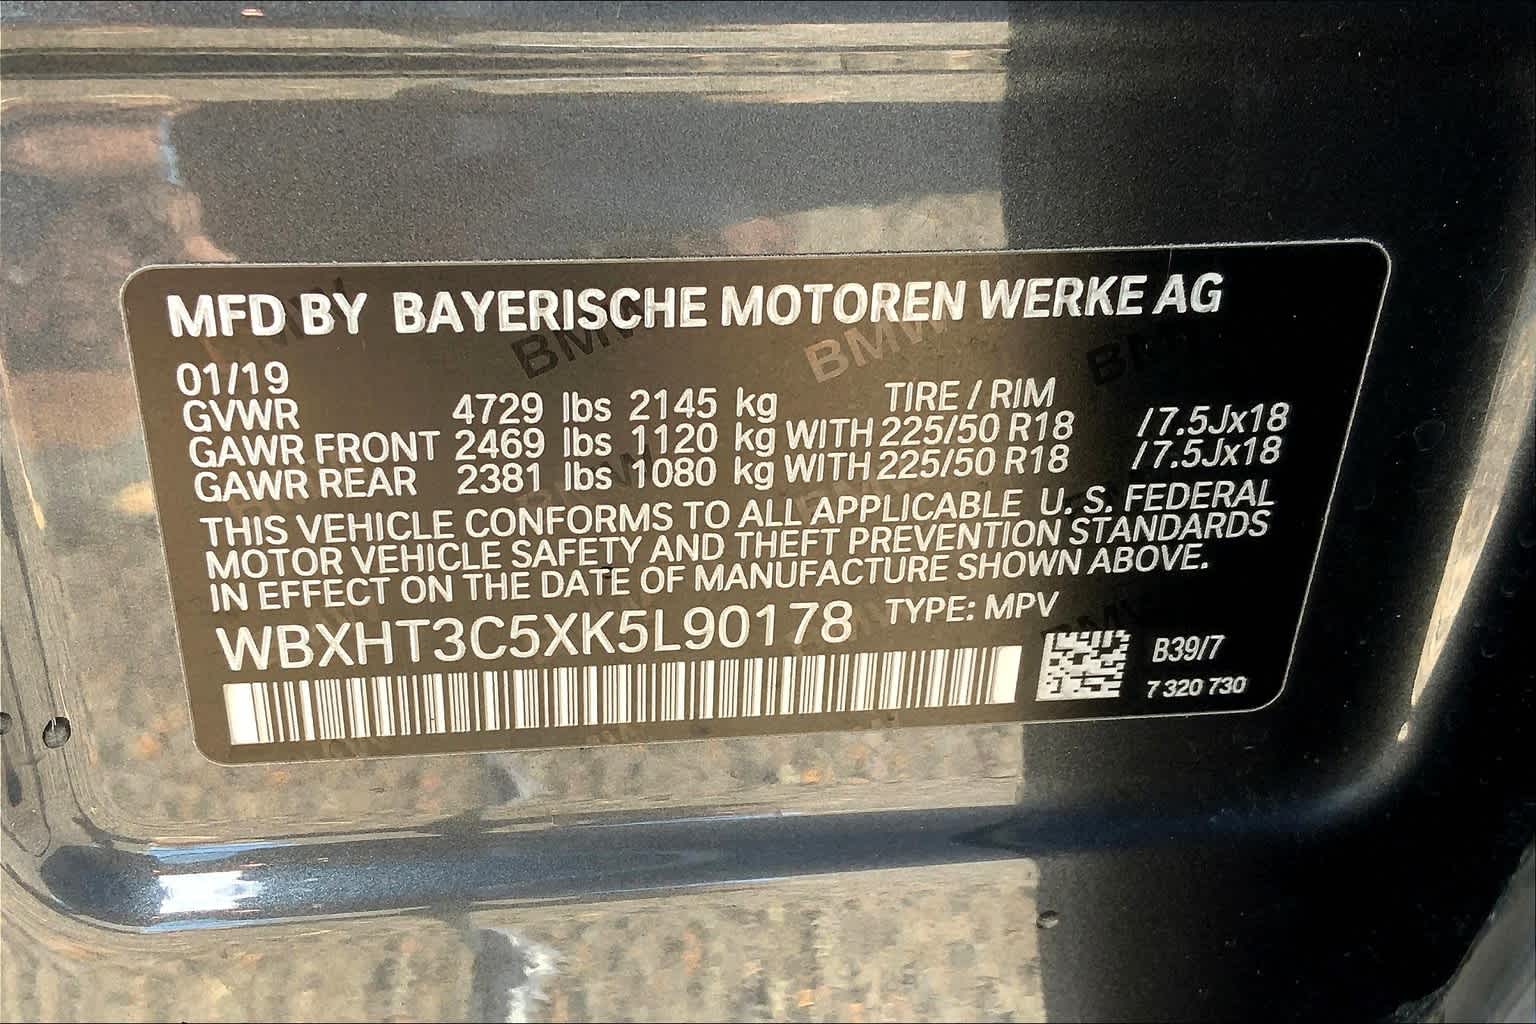 MFD BY BAYERISCHE MOTOREN WERKE AG
01/19 TIRE / RIM
GVWR 4729 lbs 2145 kg
GAWR FRONT 2469 lbs 1120 kg WITH 225/50 R18 /7.5Jx18
GAWR REAR 2381 lbs 1080 kg WITH 225/50 R18 /7.5Jx18
THIS VEHICLE CONFORMS TO ALL APPLICABLE U. S. FEDERAL
MOTOR VEHICLE SAFETY AND THEFT PREVENTION STANDARDS
IN EFFECT ON THE DATE OF MANUFACTURE SHOWN ABOVE.
WBXHT3C5XK5L90178 TYPE: MPV
B39/7
7 320 730
BMW
BMW
BMW